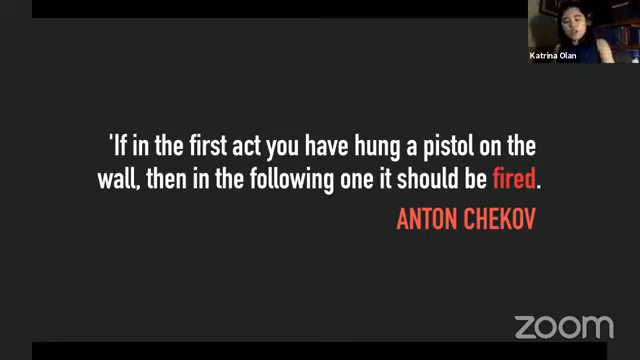 Katrina Olan
'If in the first act you have hung a pistol on the
wall, then in the following one it should be fired.
ANTON CHEKOV
zoom